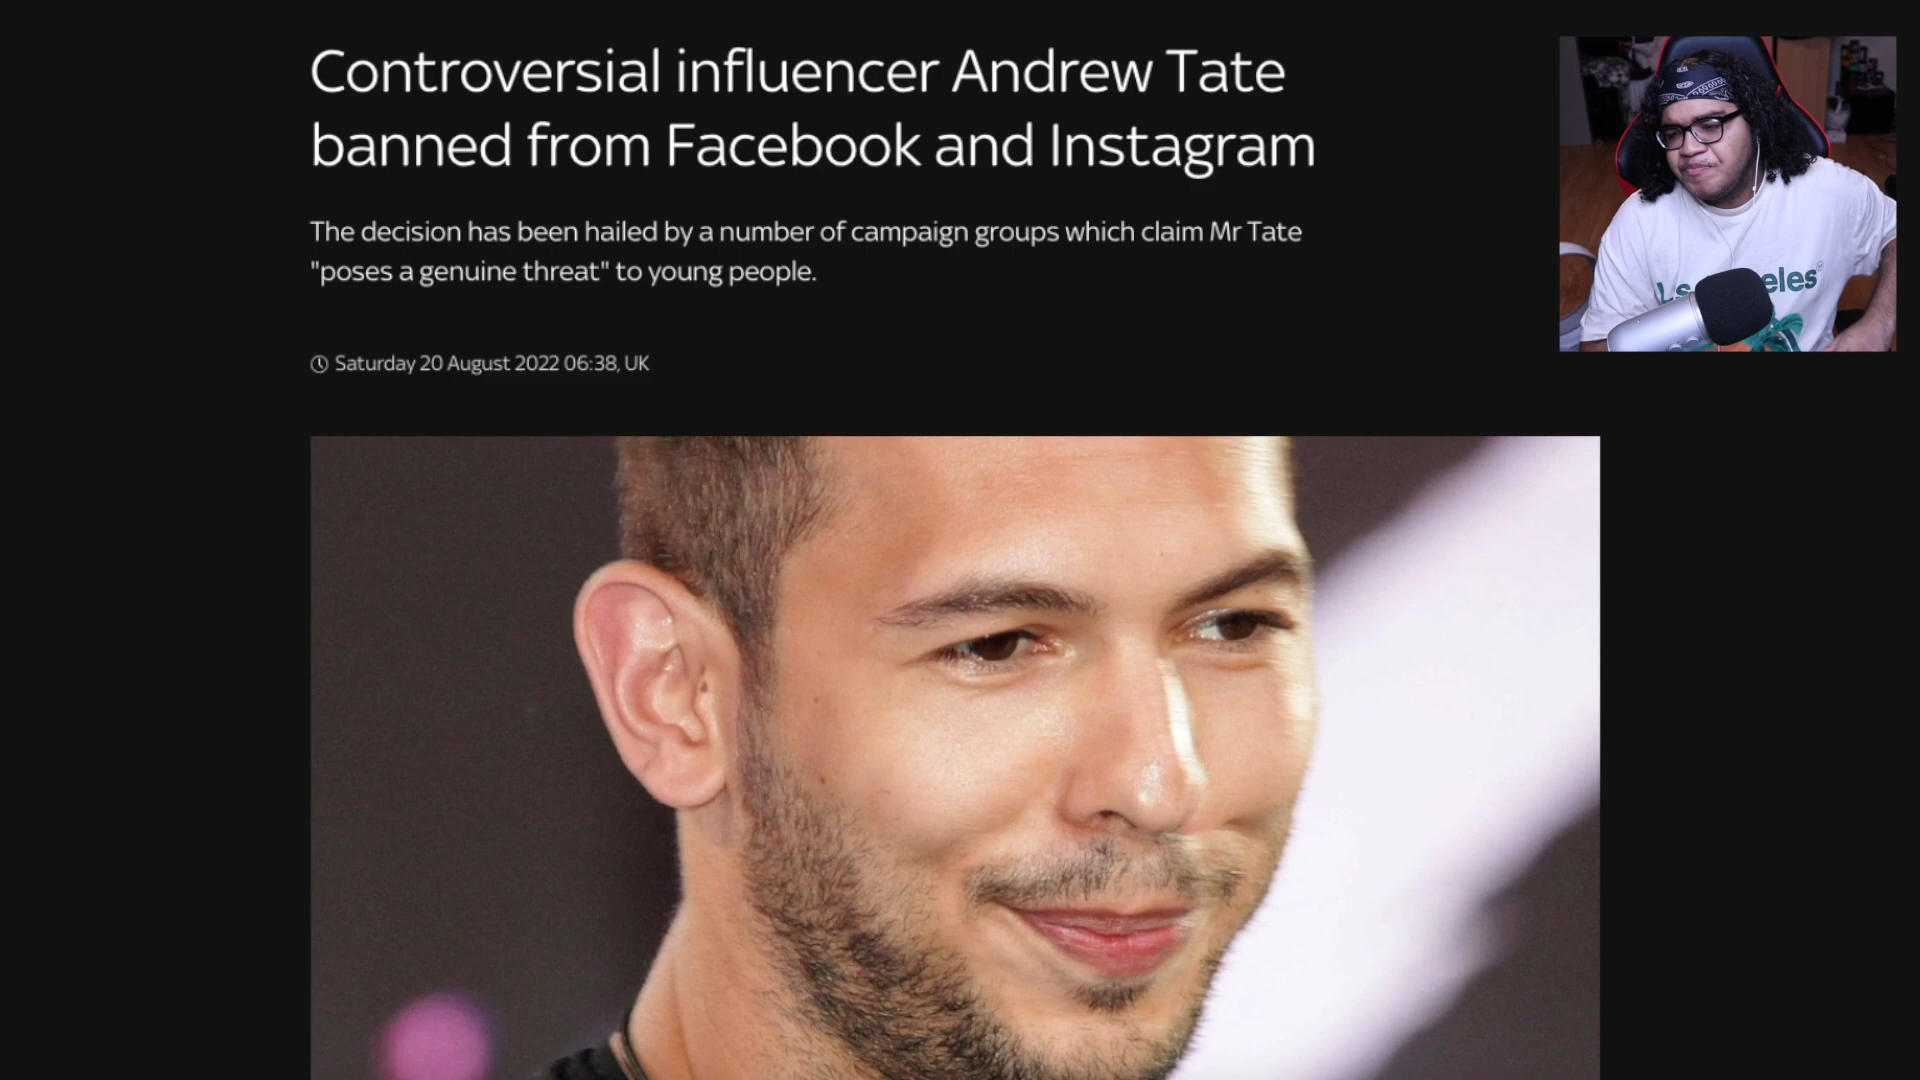 Controversial influencer Andrew Tate
banned from Facebook and Instagram
The decision has been hailed by a number of campaign groups which claim Mr Tate
"poses a genuine threat" to young people.
Saturday 20 August 2022 06:38, UK